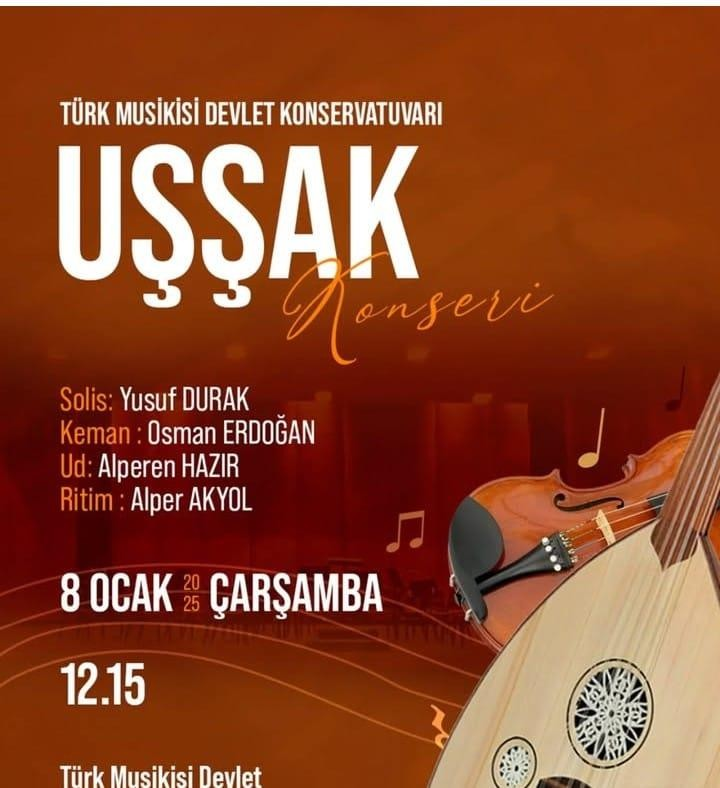 TÜRK MUSİKİSİ DEVLET KONSERVATUVARI
UŞŞAK
Konseri
Solis: Yusuf DURAK
Keman : Osman ERDOĞAN
Ud: Alperen HAZIR
Ritim : Alper AKYOL
8 OCAK 2025 ÇARŞAMBA
12.15
Türk Musikisi Devlet